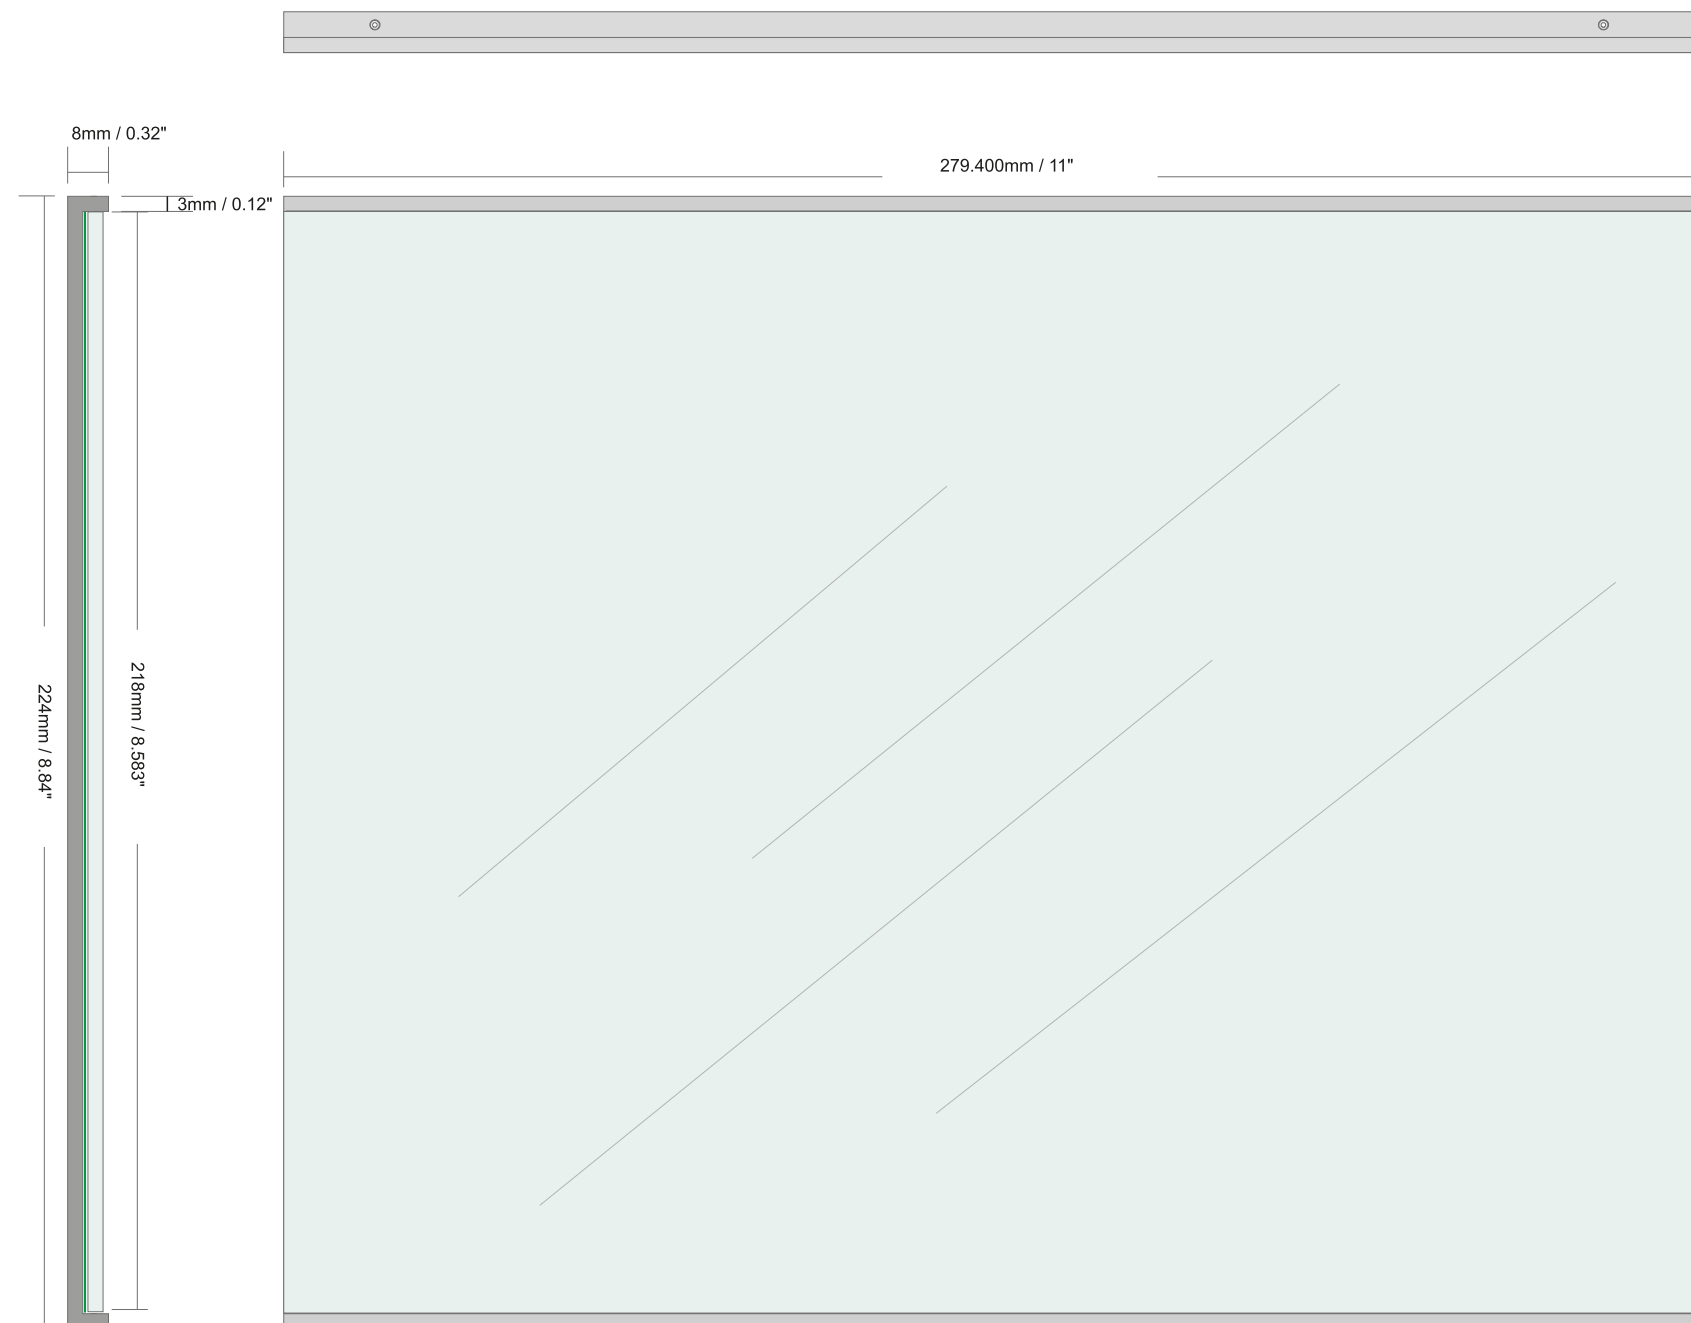 8mm / 0.32"
279.400mm / 11"
3mm / 0.12"
224mm / 8.84"
218mm / 8.583"